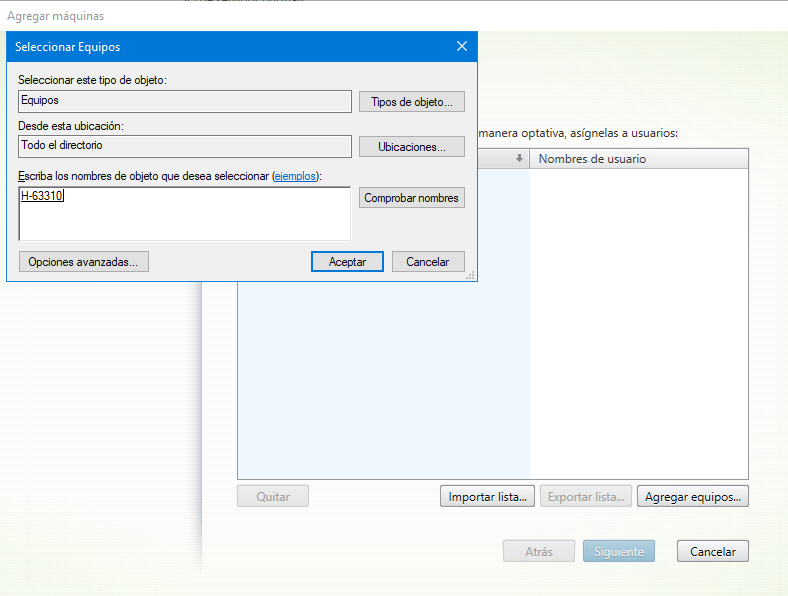 Agregar máquinas
Seleccionar Equipos
Seleccionar este tipo de objeto:
Equipos
Tipos de objeto...
Desde esta ubicación:
Todo el directorio
Ubicaciones...
Escriba los nombres de objeto que desea seleccionar (ejemplos):
H-63310
Comprobar nombres
Opciones avanzadas...
Aceptar
Cancelar
manera optativa, asígnelas a usuarios:
Nombres de usuario
Quitar
Importar lista...
Exportar lista...
Agregar equipos...
Atrás
Siguiente
Cancelar